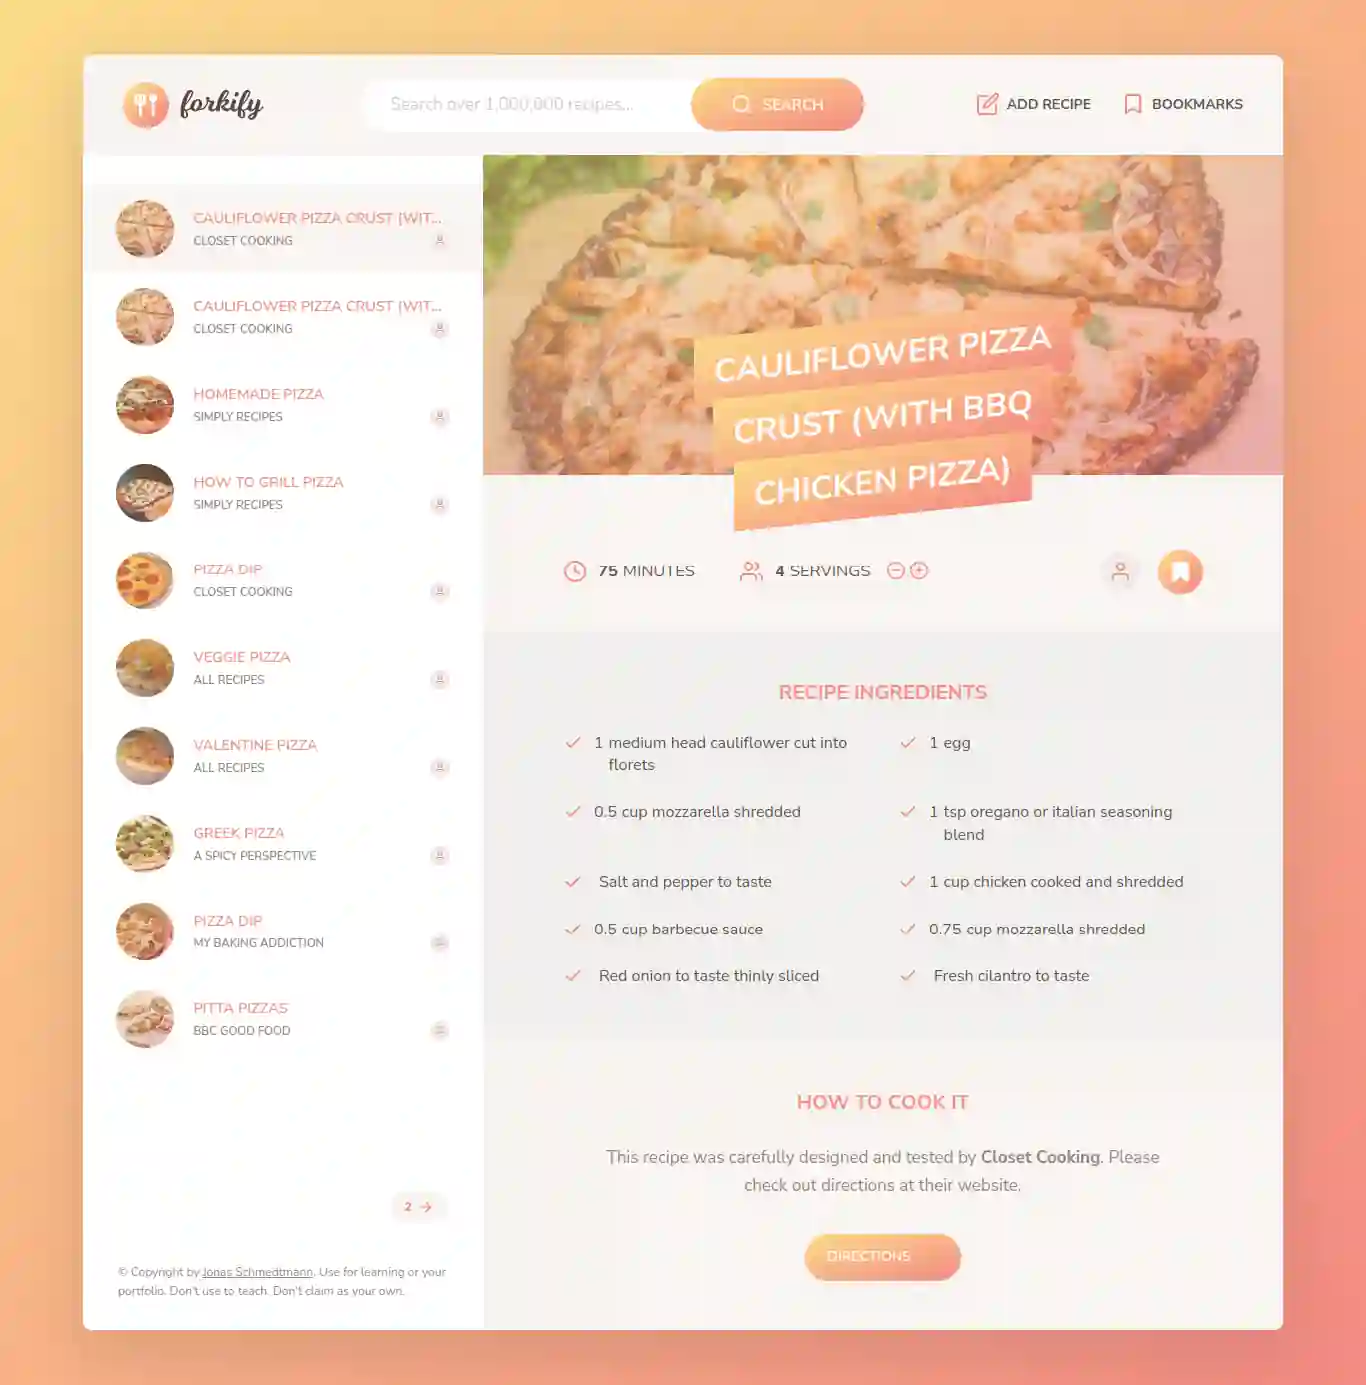 forkify
Search over 1,000,000 recipes...
SEARCH
ADD RECIPE
BOOKMARKS
CAULIFLOWER PIZZA CRUST (WIT...
CLOSET COOKING
CAULIFLOWER PIZZA CRUST (WIT...
CLOSET COOKING
HOMEMADE PIZZA
SIMPLY RECIPES
HOW TO GRILL PIZZA
SIMPLY RECIPES
PIZZA DIP
CLOSET COOKING
VEGGIE PIZZA
ALL RECIPES
VALENTINE PIZZA
ALL RECIPES
GREEK PIZZA
A SPICY PERSPECTIVE
PIZZA DIP
MY BAKING ADDICTION
PITTA PIZZAS
BBC GOOD FOOD
2
© Copyright by Jonas Schmedtmann. Use for learning or your
portfolio. Don't use to teach. Don't claim as your own.
CAULIFLOWER PIZZA
CRUST (WITH BBQ
CHICKEN PIZZA)
75 MINUTES
4 SERVINGS
RECIPE INGREDIENTS
1 medium head cauliflower cut into
florets
1 egg
0.5 cup mozzarella shredded
1 tsp oregano or italian seasoning
blend
Salt and pepper to taste
1 cup chicken cooked and shredded
0.5 cup barbecue sauce
0.75 cup mozzarella shredded
Red onion to taste thinly sliced
Fresh cilantro to taste
HOW TO COOK IT
This recipe was carefully designed and tested by Closet Cooking. Please
check out directions at their website.
DIRECTIONS